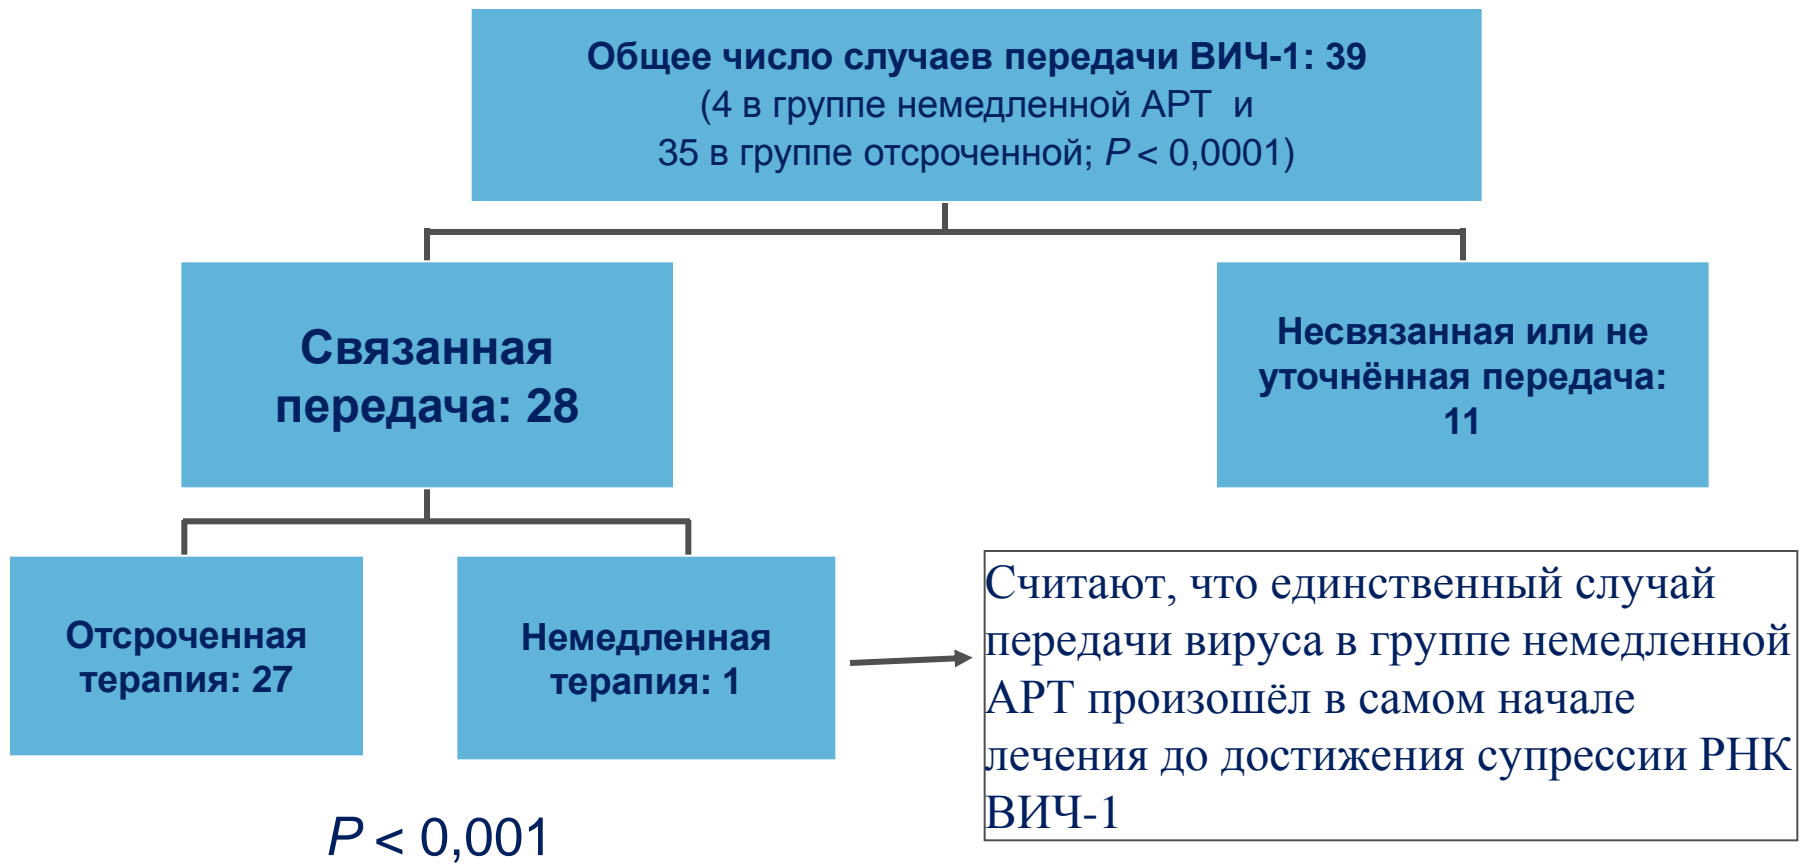 Общее число случаев передачи ВИЧ-1: 39
(4 в группе немедленной АРТ и
35 в группе отсроченной; P < 0,0001)
Связанная
передача: 28
Несвязанная или не
уточнённая передача:
11
Отсроченная
терапия: 27
Немедленная
терапия: 1
Считают, что единственный случай
передачи вируса в группе немедленной
АРТ произошёл в самом начале
лечения до достижения супрессии РНК
ВИЧ-1
P < 0,001